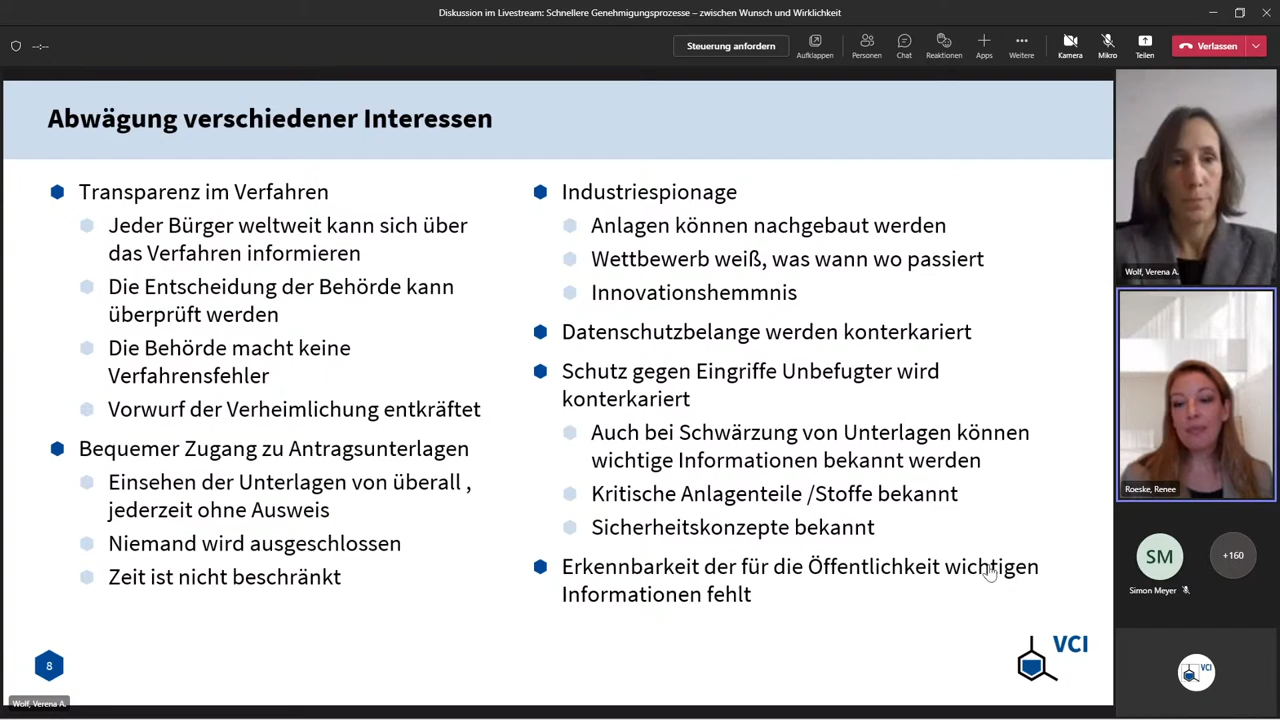 Diskussion im Livestream: Schnellere Genehmigungsprozesse – zwischen Wunsch und Wirklichkeit
--:--
Steuerung anfordern
Aufklappen
Personen
Chat
Reaktionen
Apps
Weitere
Kamera
Mikro
Teilen
Verlassen
Abwägung verschiedener Interessen
Transparenz im Verfahren
Jeder Bürger weltweit kann sich über
das Verfahren informieren
Die Entscheidung der Behörde kann
überprüft werden
Die Behörde macht keine
Verfahrensfehler
Vorwurf der Verheimlichung entkräftet
Bequemer Zugang zu Antragsunterlagen
Einsehen der Unterlagen von überall ,
jederzeit ohne Ausweis
Niemand wird ausgeschlossen
Zeit ist nicht beschränkt
Industriespionage
Anlagen können nachgebaut werden
Wettbewerb weiß, was wann wo passiert
Innovationshemmnis
Datenschutzbelange werden konterkariert
Schutz gegen Eingriffe Unbefugter wird
konterkariert
Auch bei Schwärzung von Unterlagen können
wichtige Informationen bekannt werden
Kritische Anlagenteile /Stoffe bekannt
Sicherheitskonzepte bekannt
Erkennbarkeit der für die Öffentlichkeit wichtigen
Informationen fehlt
8
VCI
Wolf, Verena A.
Wolf, Verena A.
Roeske, Renee
SM
+160
Simon Meyer
VCI